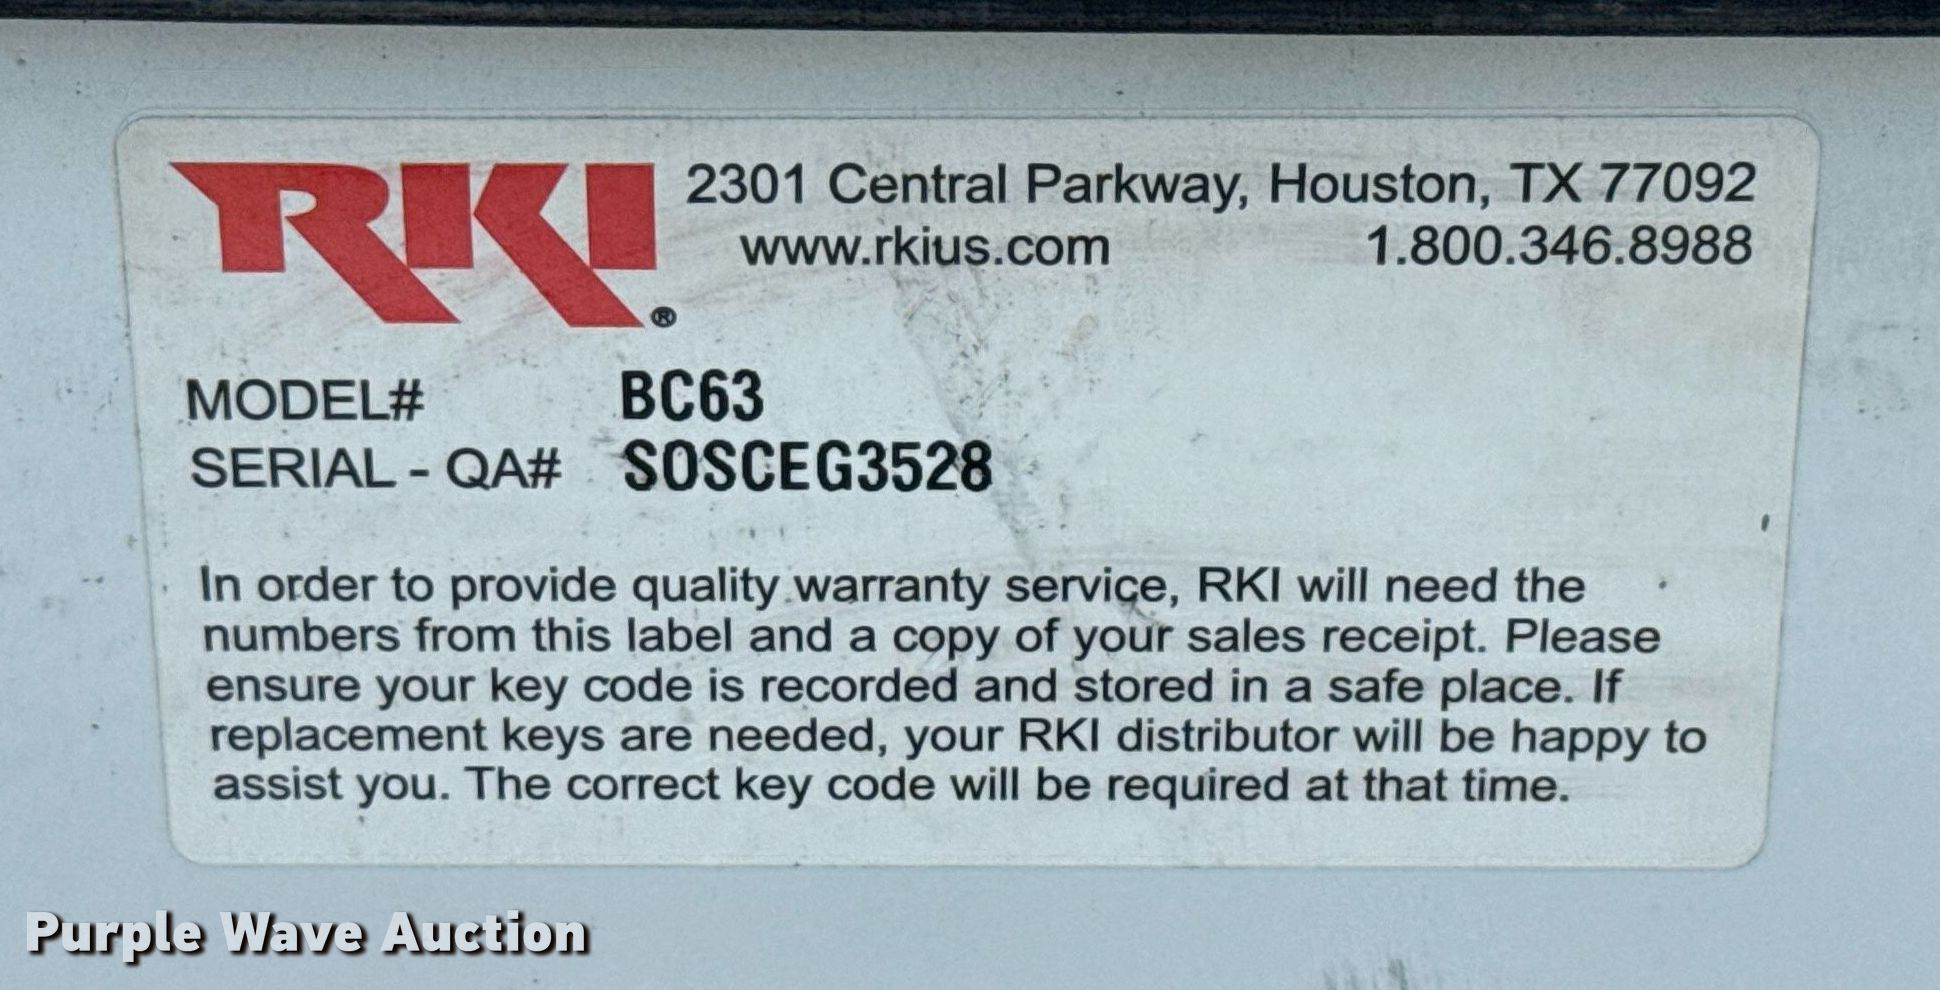 RKI® 2301 Central Parkway, Houston, TX 77092
www.rkius.com 1.800.346.8988
MODEL# BC63
SERIAL - QA# SOSCEG3528
In order to provide quality warranty service, RKI will need the
numbers from this label and a copy of your sales receipt. Please
ensure your key code is recorded and stored in a safe place. If
replacement keys are needed, your RKI distributor will be happy to
assist you. The correct key code will be required at that time.
Purple Wave Auction